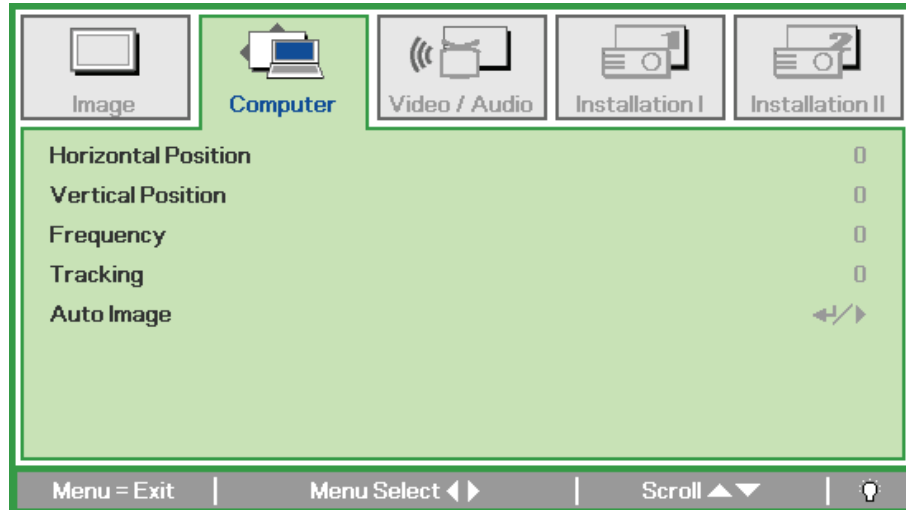 Image Computer Video / Audio Installation I Installation II
Horizontal Position 0
Vertical Position 0
Frequency 0
Tracking 0
Auto Image ↵/▶
Menu = Exit | Menu Select ◀▶ | Scroll ▲▼ |